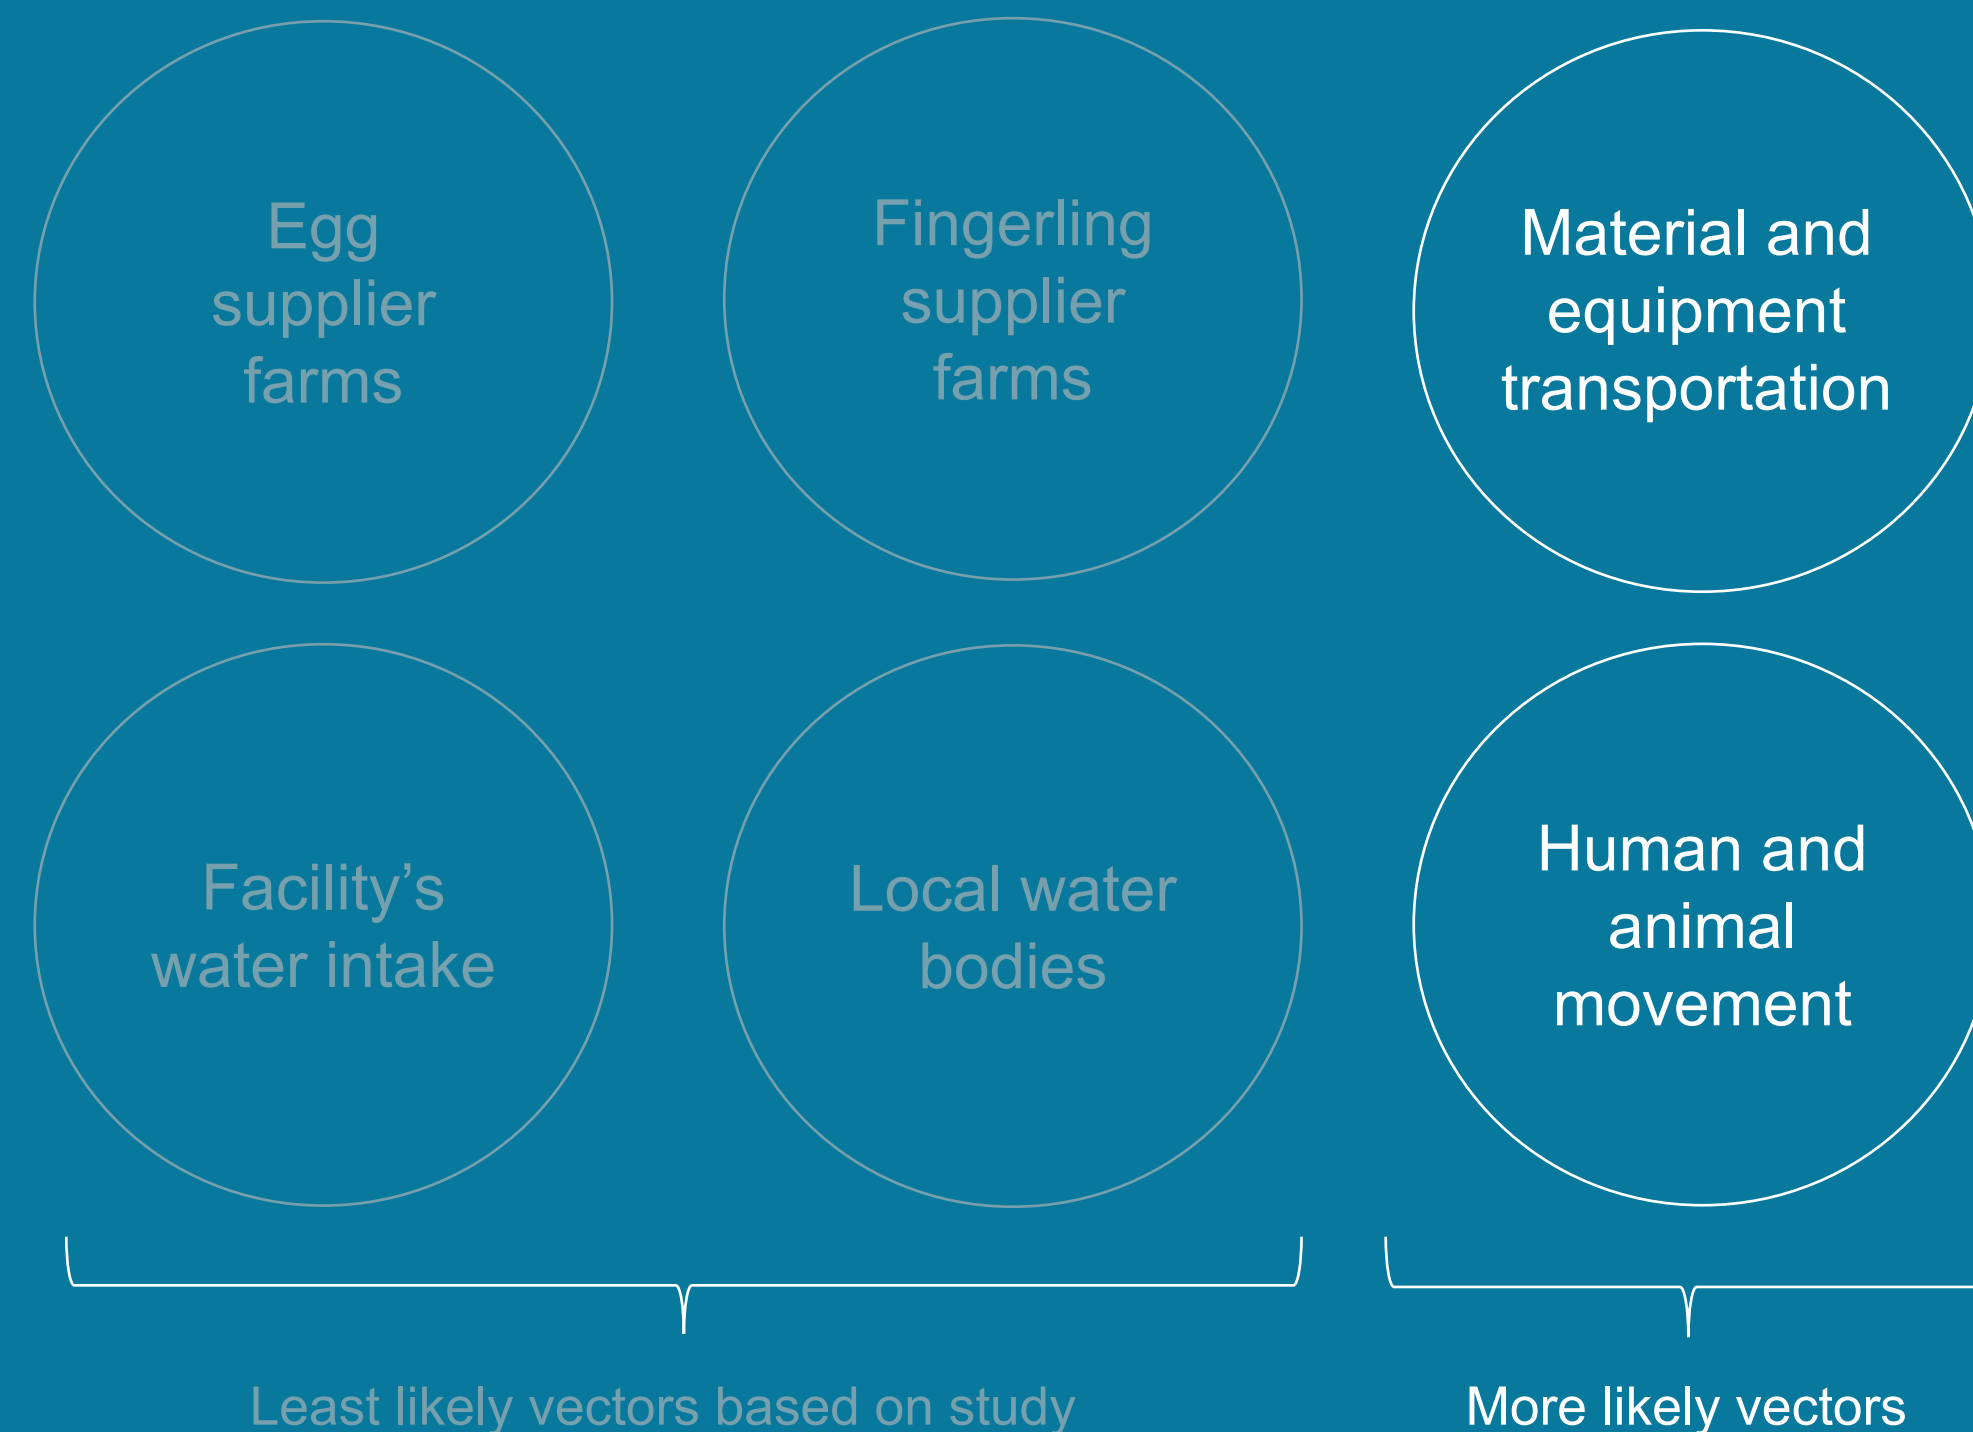 Egg
supplier
farms
Fingerling
supplier
farms
Material and
equipment
transportation
Facility’s
water intake
Local water
bodies
Human and
animal
movement
Least likely vectors based on study
More likely vectors